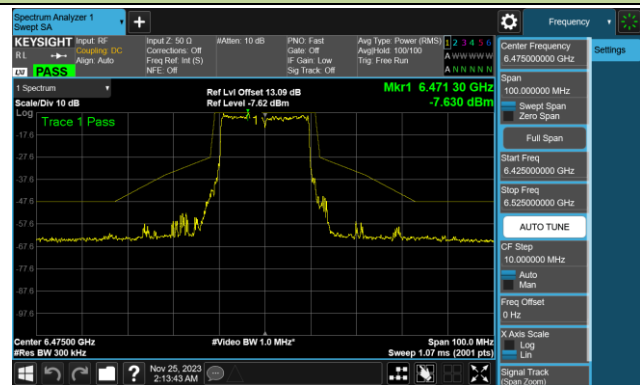 Spectrum Analyzer 1
Swept SA
Frequency
KEYSIGHT
Input: RF
Coupling: DC
Align: Auto
Input Z: 50 Ω
Corrections: Off
Freq Ref: Int (S)
NFE: Off
#Atten: 10 dB
PNO: Fast
Gate: Off
IF Gain: Low
Sig Track: Off
Avg Type: Power (RMS)
Avg|Hold: 100/100
Trig: Free Run
1 2 3 4 5 6
A W W W W W
A N N N N N
RL
LXI
PASS
1 Spectrum
Scale/Div 10 dB
Ref Lvl Offset 13.09 dB
Ref Level -7.62 dBm
Mkr1 6.471 30 GHz
-7.630 dBm
Log
Trace 1 Pass
1
-17.6
-27.6
-37.6
-47.6
-57.6
-67.6
-77.6
-87.6
-97.6
Center 6.47500 GHz
#Video BW 1.0 MHz*
Span 100.0 MHz
#Res BW 300 kHz
Sweep 1.07 ms (2001 pts)
Nov 25, 2023
2:13:43 AM
Center Frequency
6.475000000 GHz
Settings
Span
100.000000 MHz
Swept Span
Zero Span
Full Span
Start Freq
6.425000000 GHz
Stop Freq
6.525000000 GHz
AUTO TUNE
CF Step
10.000000 MHz
Auto
Man
Freq Offset
0 Hz
X Axis Scale
Log
Lin
Signal Track
(Span Zoom)